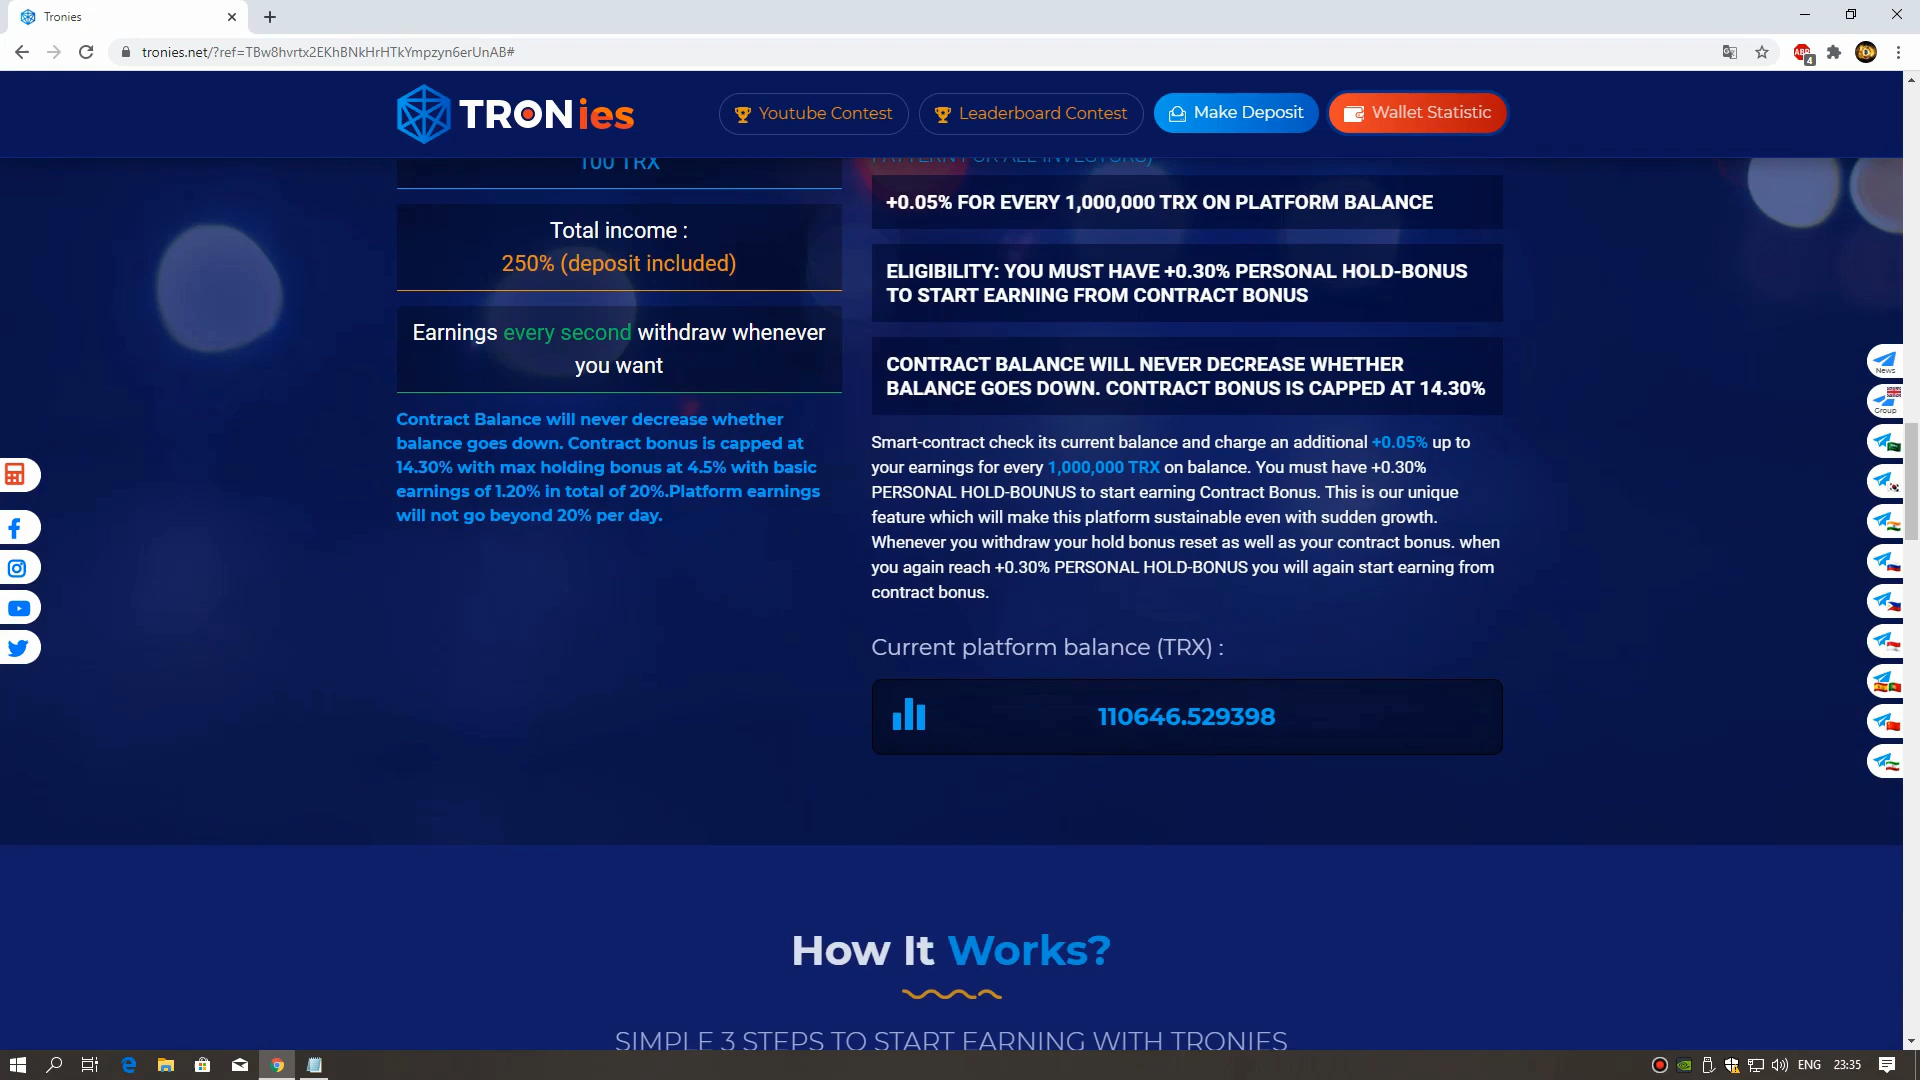 Tronies
tronies.net/?ref=TBw8hvrtx2EKhBNkHrHTkYmpzyn6erUnAB#
ABP
4
TRONies
Youtube Contest
Leaderboard Contest
Make Deposit
Wallet Statistic
100 TRX
Total income :
250% (deposit included)
Earnings every second withdraw whenever
you want
Contract Balance will never decrease whether
balance goes down. Contract bonus is capped at
14.30% with max holding bonus at 4.5% with basic
earnings of 1.20% in total of 20%.Platform earnings
will not go beyond 20% per day.
PATTERN FOR ALL INVESTORS)
+0.05% FOR EVERY 1,000,000 TRX ON PLATFORM BALANCE
ELIGIBILITY: YOU MUST HAVE +0.30% PERSONAL HOLD-BONUS
TO START EARNING FROM CONTRACT BONUS
CONTRACT BALANCE WILL NEVER DECREASE WHETHER
BALANCE GOES DOWN. CONTRACT BONUS IS CAPPED AT 14.30%
Smart-contract check its current balance and charge an additional +0.05% up to
your earnings for every 1,000,000 TRX on balance. You must have +0.30%
PERSONAL HOLD-BOUNUS to start earning Contract Bonus. This is our unique
feature which will make this platform sustainable even with sudden growth.
Whenever you withdraw your hold bonus reset as well as your contract bonus. when
you again reach +0.30% PERSONAL HOLD-BONUS you will again start earning from
contract bonus.
Current platform balance (TRX) :
110646.529398
News
Group
How It Works?
SIMPLE 3 STEPS TO START EARNING WITH TRONIES
ENG
23:35